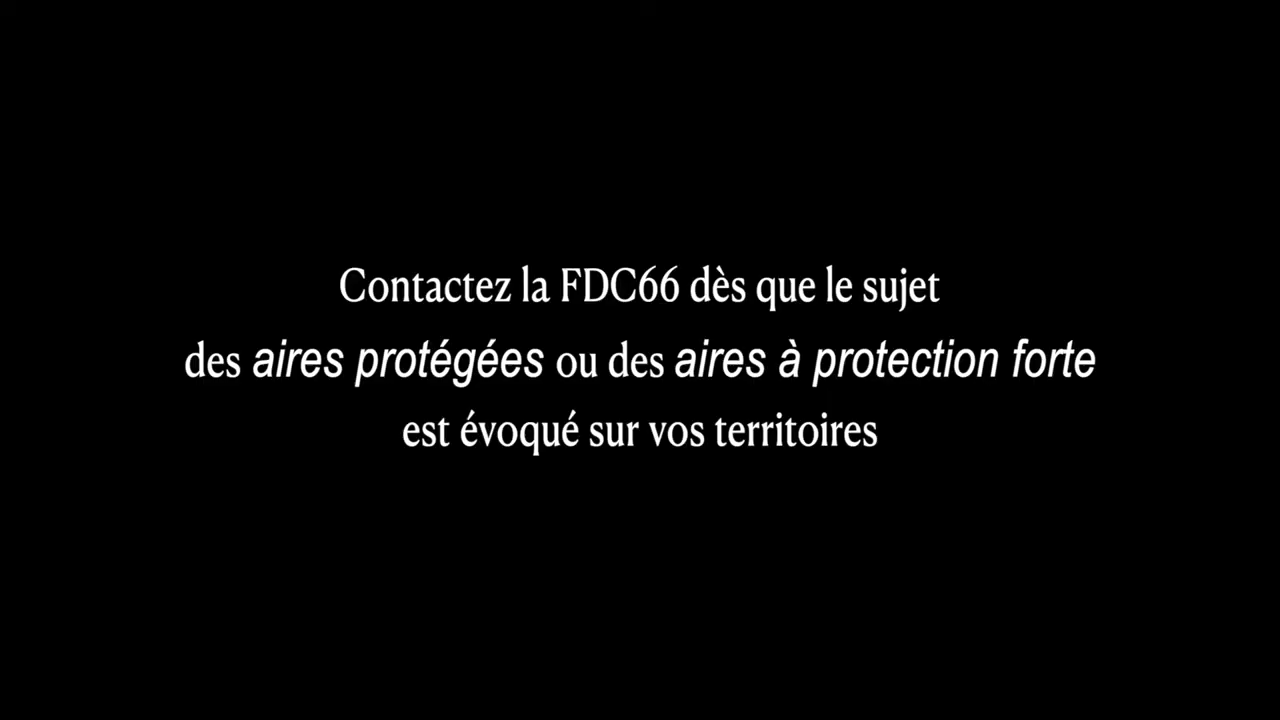 Contactez la FDC66 dès que le sujet
des aires protégées ou des aires à protection forte
est évoqué sur vos territoires